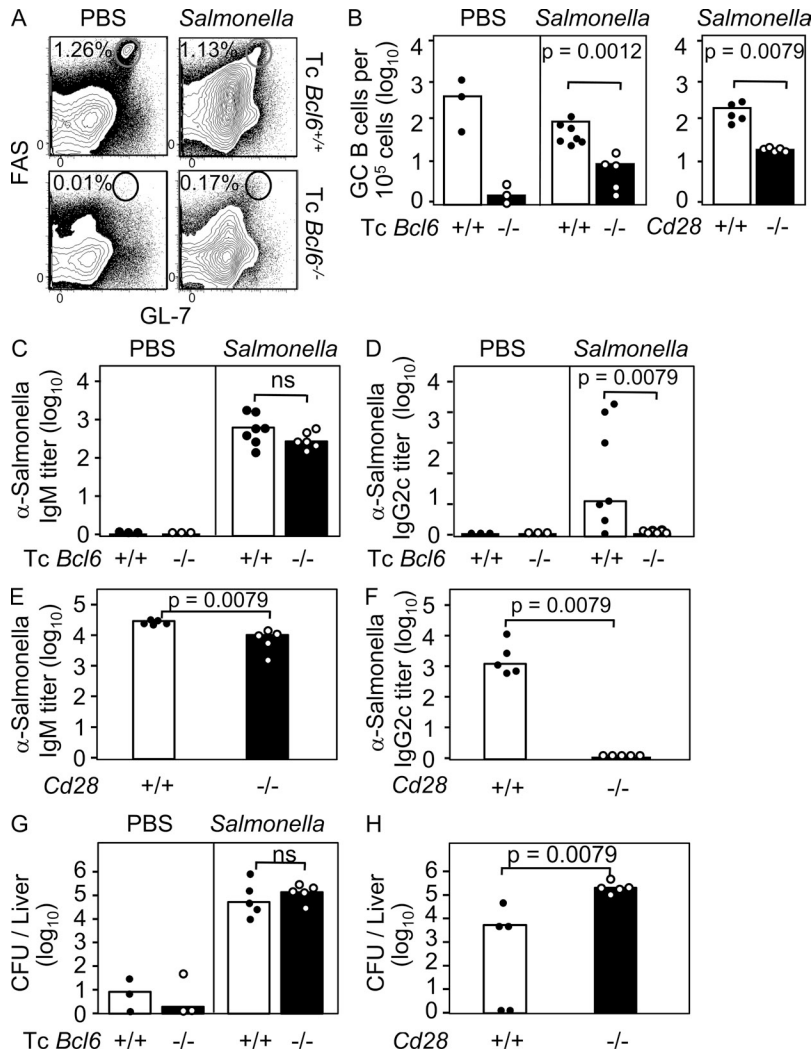 A
PBS
Salmonella
1.26%
1.13%
Tc Bcl6+/+
FAS
0.01%
0.17%
Tc Bcl6-/-
0
0
0
0
0
0
0
0
GL-7
B
PBS
Salmonella
Salmonella
p = 0.0012
p = 0.0079
GC B cells per
10⁵ cells (log₁₀)
4
3
2
1
0
4
3
2
1
0
Tc Bcl6 +/+ -/- +/+ -/-
Cd28 +/+ -/-
C
PBS
Salmonella
ns
α-Salmonella
IgM titer (log₁₀)
4
3
2
1
0
Tc Bcl6 +/+ -/- +/+ -/-
D
PBS
Salmonella
p = 0.0079
α-Salmonella
IgG2c titer (log₁₀)
4
3
2
1
0
Tc Bcl6 +/+ -/- +/+ -/-
E
p = 0.0079
α-Salmonella
IgM titer (log₁₀)
5
4
3
2
1
0
Cd28 +/+ -/-
F
p = 0.0079
α-Salmonella
IgG2c titer (log₁₀)
5
4
3
2
1
0
Cd28 +/+ -/-
G
PBS
Salmonella
ns
CFU / Liver
(log₁₀)
6
5
4
3
2
1
0
Tc Bcl6 +/+ -/- +/+ -/-
H
p = 0.0079
CFU / Liver
(log₁₀)
6
5
4
3
2
1
0
Cd28 +/+ -/-